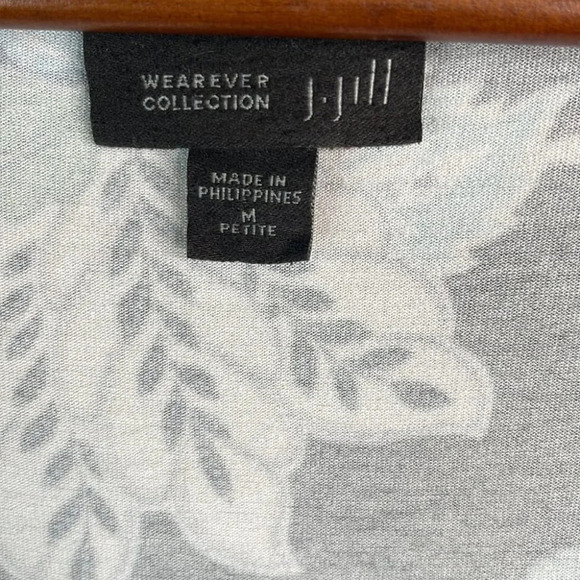 WEAREVER
COLLECTION
J.Jill
MADE IN
PHILIPPINES
M
PETITE